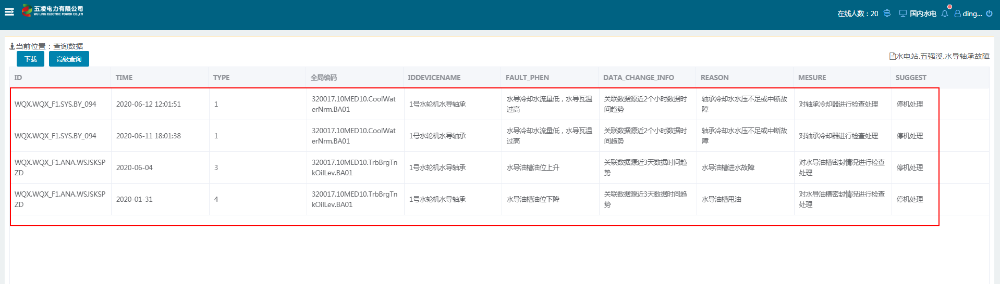 五凌电力有限公司
WU LING ELECTRIC POWER CO.,LTI
在线人数：20 国内水电 ding...
当前位置：查询数据
下载 高级查询
水电站.五强溪.水导轴承故障
ID TIME TYPE 全局编码 IDDEVICENAME FAULT_PHEN DATA_CHANGE_INFO REASON MESURE SUGGEST
WQX.WQX_F1.SYS.BY_094
2020-06-12 12:01:51
1
320017.10MED10.CoolWat
erNrm.BA01
1号水轮机水导轴承
水导冷却水流量低，水导瓦温
过高
关联数据源近2个小时数据时
间趋势
轴承冷却水水压不足或中断故
障
对轴承冷却器进行检查处理
停机处理
WQX.WQX_F1.SYS.BY_094
2020-06-11 18:01:38
1
320017.10MED10.CoolWat
erNrm.BA01
1号水轮机水导轴承
水导冷却水流量低，水导瓦温
过高
关联数据源近2个小时数据时
间趋势
轴承冷却水水压不足或中断故
障
对轴承冷却器进行检查处理
停机处理
WQX.WQX_F1.ANA.WSJSKSP
ZD
2020-06-04
3
320017.10MED10.TrbBrgTn
kOilLev.BA01
1号水轮机水导轴承
水导油槽油位上升
关联数据源近3天数据时间趋
势
水导油槽进水故障
对水导油槽密封情况进行检查
处理
停机处理
WQX.WQX_F1.ANA.WSJSKSP
ZD
2020-01-31
4
320017.10MED10.TrbBrgTn
kOilLev.BA01
1号水轮机水导轴承
水导油槽油位下降
关联数据源近3天数据时间趋
势
水导油槽甩油
对水导油槽密封情况进行检查
处理
停机处理